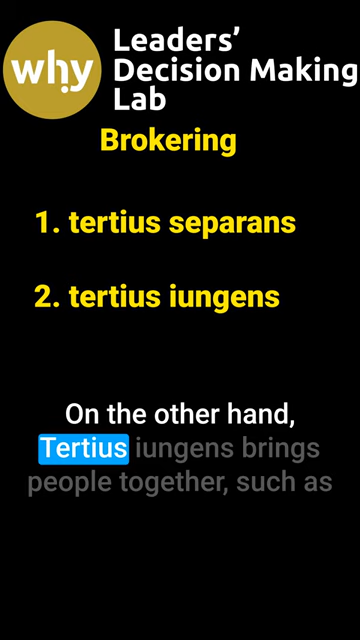 why
Leaders'
Decision Making
Lab
Brokering
1. tertius separans
2. tertius iungens
On the other hand,
Tertius iungens brings
people together, such as